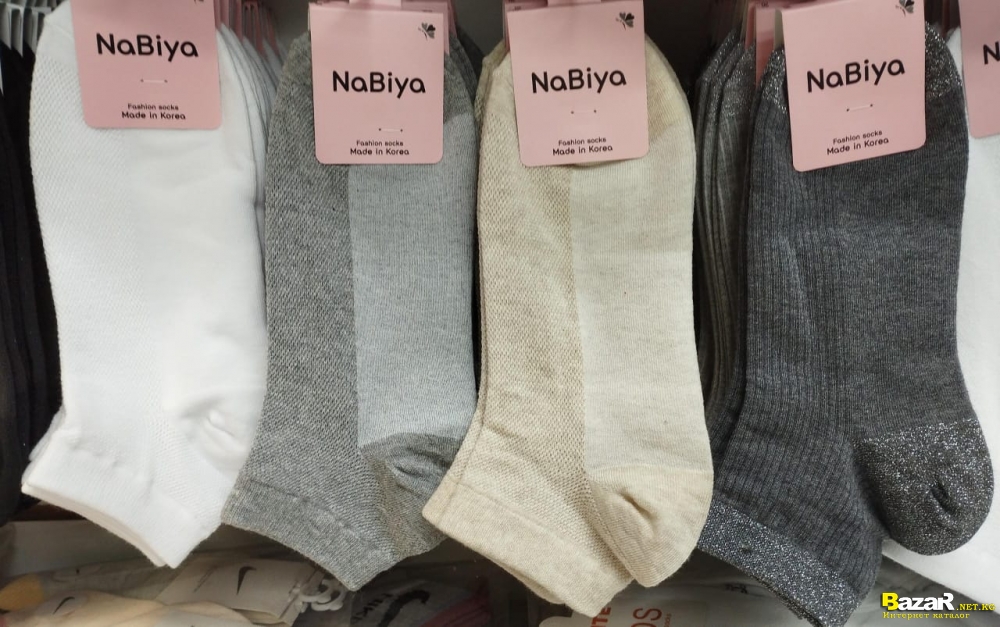 NaBiya
Fashion socks
Made in Korea
NaBiya
Fashion socks
Made in Korea
NaBiya
Fashion socks
Made in Korea
NaBiya
Fashion socks
Made in Korea
N
BazaR.NET.KG
Интернет каталог